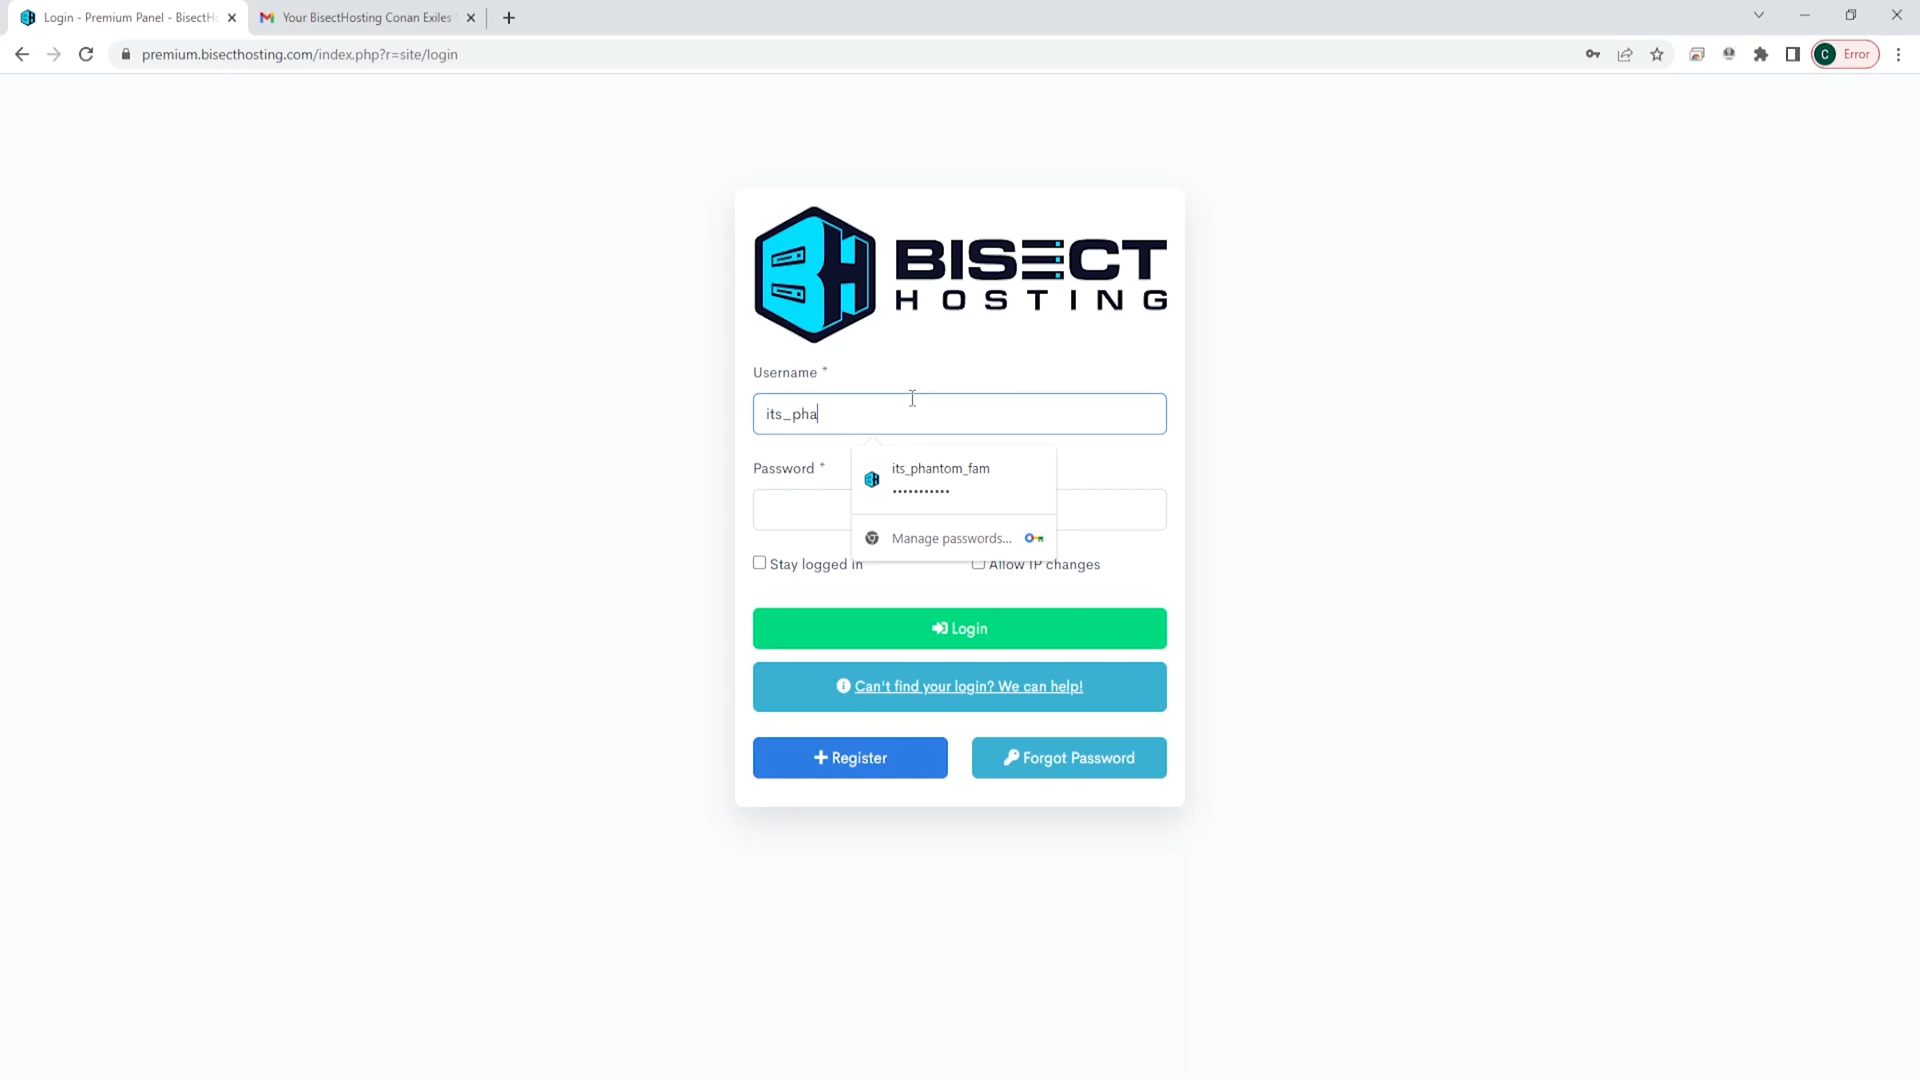 Login - Premium Panel - BisectH
Your BisectHosting Conan Exiles
premium.bisecthosting.com/index.php?r=site/login
C
Error
BH
BISECT
HOSTING
Username *
its_pha
Password *
its_phantom_fam
•••••••••••
Manage passwords...
Stay logged in
Allow IP changes
Login
Can't find your login? We can help!
Register
Forgot Password